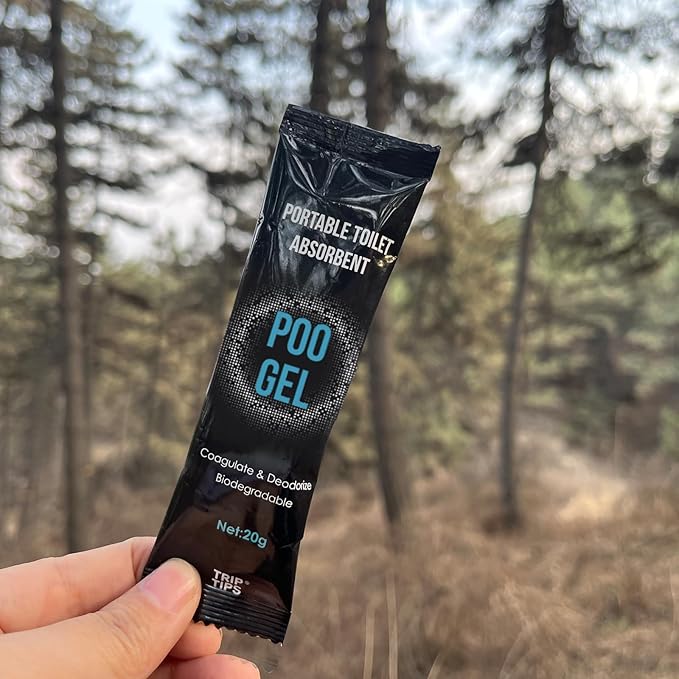 PORTABLE TOILET
ABSORBENT
POO
GEL
Coagulate & Deodorize
Biodegradable
Net:20g
TRIP
TIPS